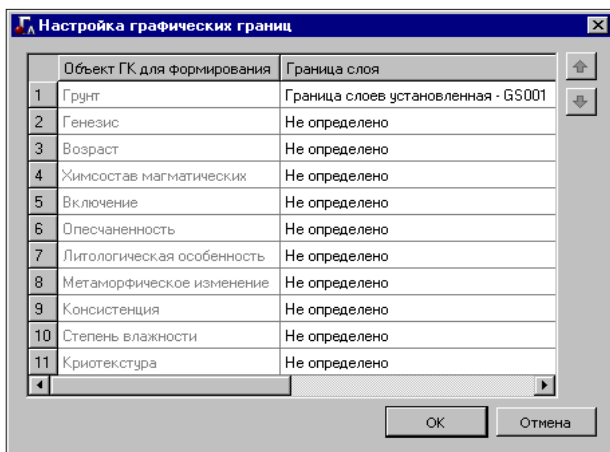 Настройка графических границ
Объект ГК для формирования Граница слоя
1 Грунт Граница слоев установленная - GS001
2 Генезис Не определено
3 Возраст Не определено
4 Химсостав магматических Не определено
5 Включение Не определено
6 Опесчаненность Не определено
7 Литологическая особенность Не определено
8 Метаморфическое изменение Не определено
9 Консистенция Не определено
10 Степень влажности Не определено
11 Криотекстура Не определено
OK Отмена